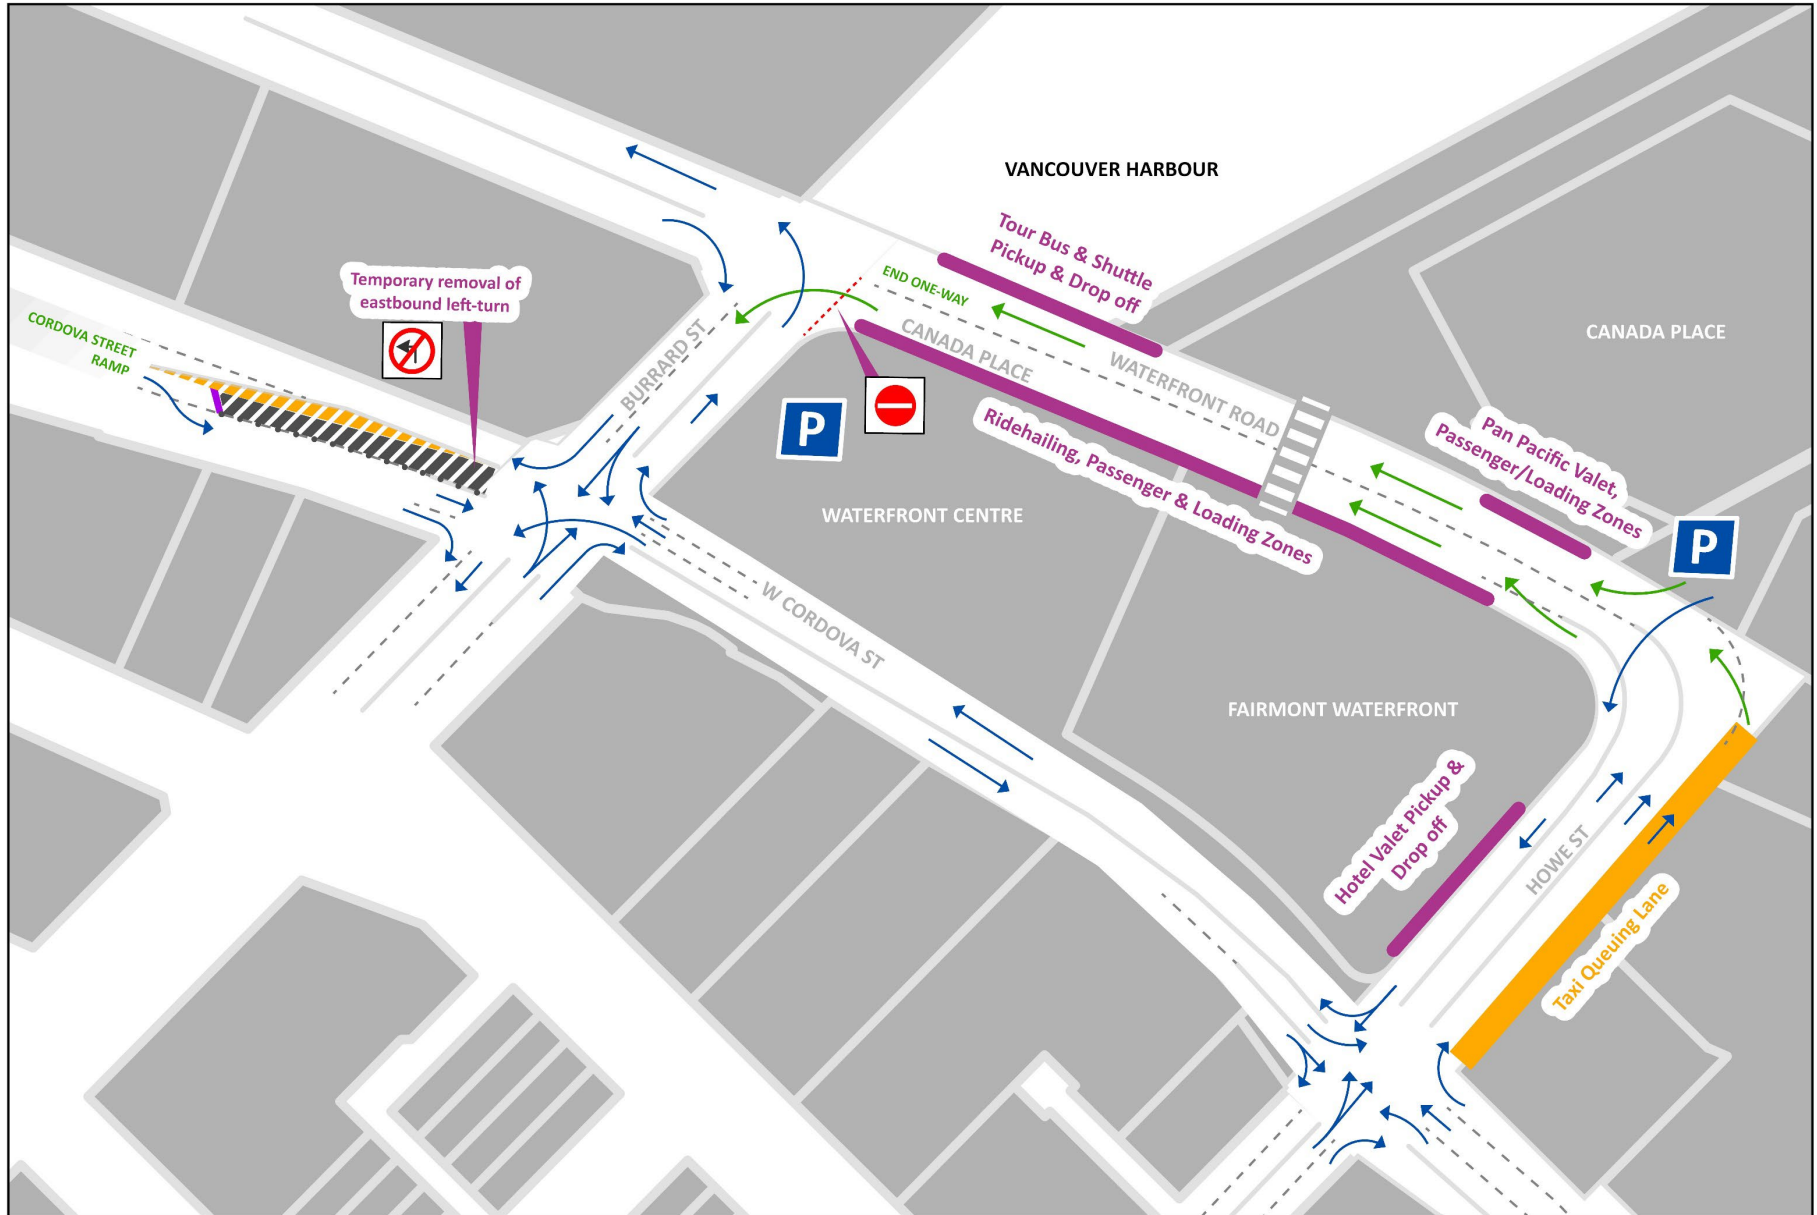 VANCOUVER HARBOUR
Tour Bus & Shuttle
Pickup & Drop off
Temporary removal of
eastbound left-turn
END ONE-WAY
CANADA PLACE
CORDOVA STREET
RAMP
BURRARD ST
CANADA PLACE
WATERFRONT ROAD
P
Ridehailing, Passenger & Loading Zones
Pan Pacific Valet,
Passenger/Loading Zones
WATERFRONT CENTRE
P
W CORDOVA ST
FAIRMONT WATERFRONT
Hotel Valet Pickup &
Drop off
HOWE ST
Taxi Queuing Lane